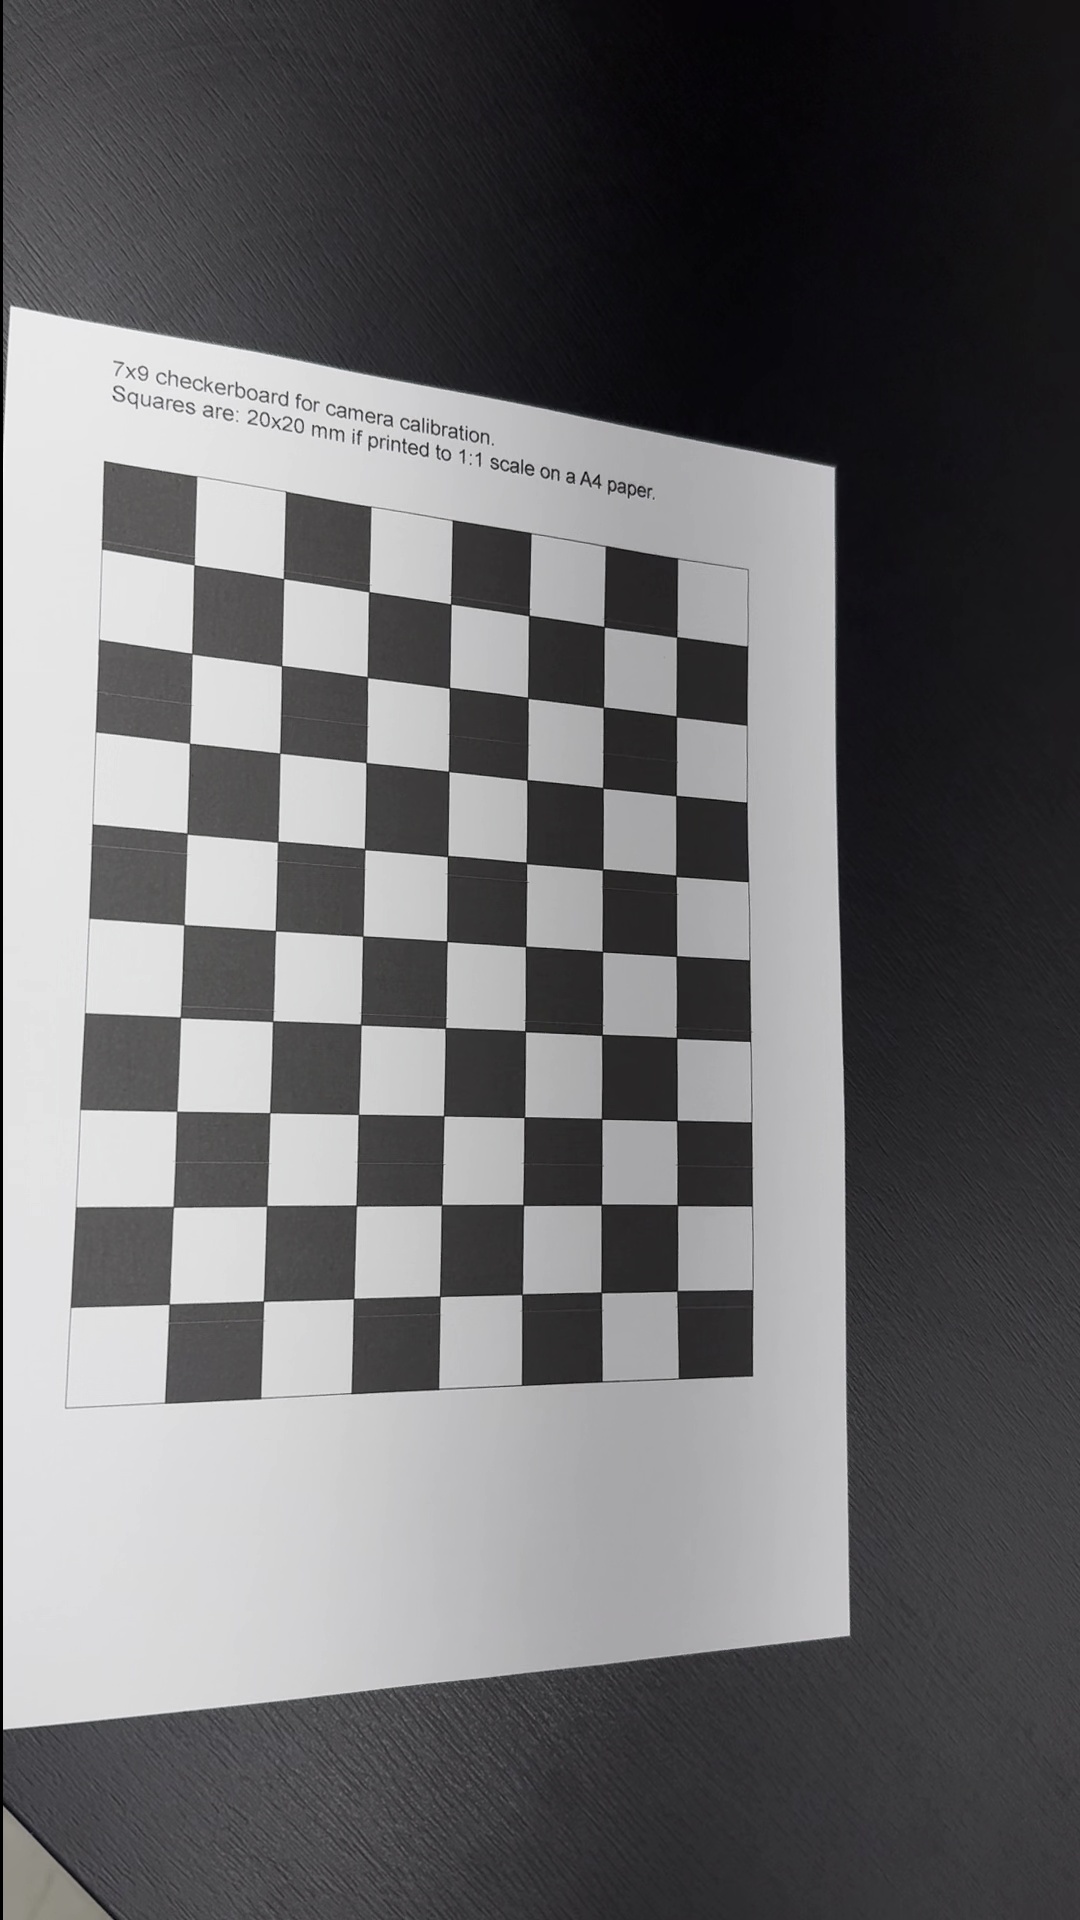 7x9 checkerboard for camera calibration.
Squares are: 20x20 mm if printed to 1:1 scale on a A4 paper.